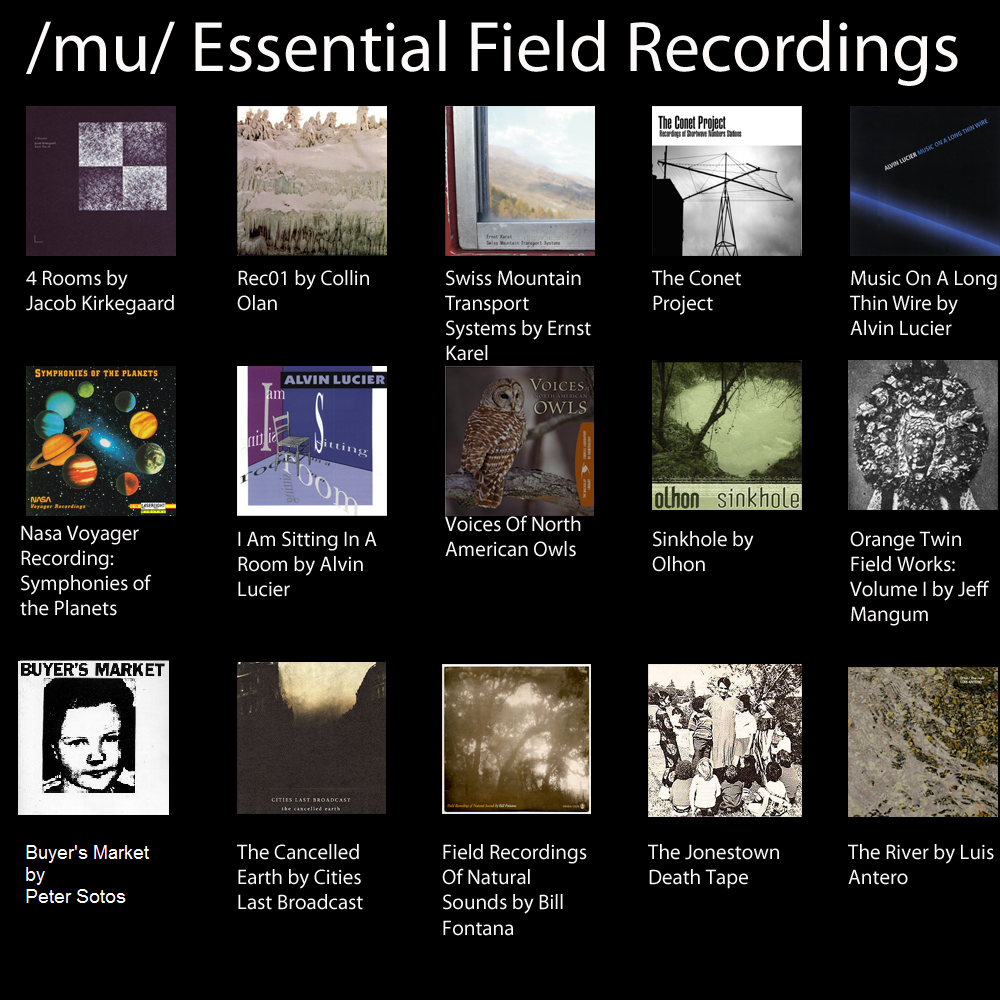 /mu/ Essential Field Recordings
The Conet Project
Recordings of Shortwave Numbers Stations
ALVIN LUCIER MUSIC ON A LONG THIN WIRE
Ernst Karel
Swiss Mountain Transport Systems
4 Rooms by
Jacob Kirkegaard
Rec01 by Collin
Olan
Swiss Mountain
Transport
Systems by Ernst
Karel
The Conet
Project
Music On A Long
Thin Wire by
Alvin Lucier
SYMPHONIES OF THE PLANETS
NASA
Voyager Recordings
LASERLIGHT
DIGITAL
ALVIN LUCIER
I am
Sitting
in a
room
VOICES
NORTH AMERICAN
OWLS
olhon sinkhole
Nasa Voyager
Recording:
Symphonies of
the Planets
I Am Sitting In A
Room by Alvin
Lucier
Voices Of North
American Owls
Sinkhole by
Olhon
Orange Twin
Field Works:
Volume I by Jeff
Mangum
BUYER'S MARKET
CITIES LAST BROADCAST
the cancelled earth
Field Recordings of Natural Sounds by Bill Fontana
Buyer's Market
by
Peter Sotos
The Cancelled
Earth by Cities
Last Broadcast
Field Recordings
Of Natural
Sounds by Bill
Fontana
The Jonestown
Death Tape
The River by Luis
Antero